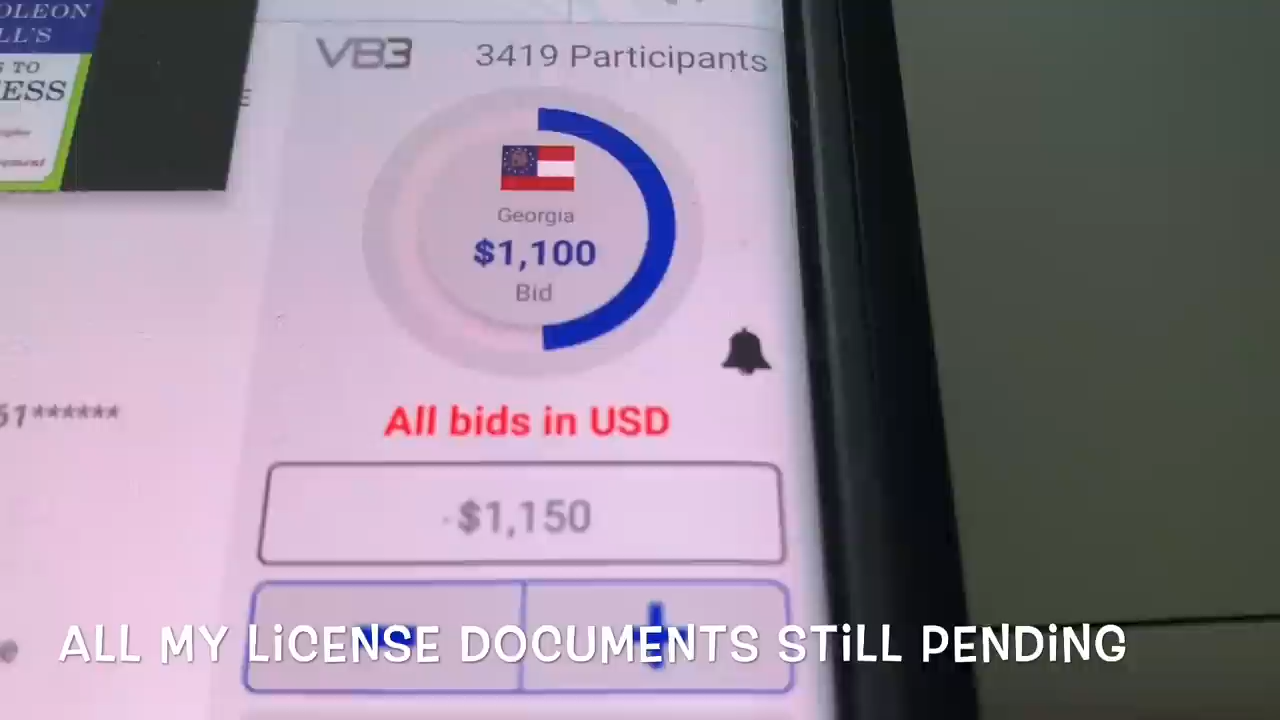 OLEON
LL'S
S TO
ESS
VB3
3419 Participants
E
Georgia
$1,100
Bid
51******
All bids in USD
$1,150
e
ALL MY LiCENSE DOCUMENTS STiLL PENDiNG